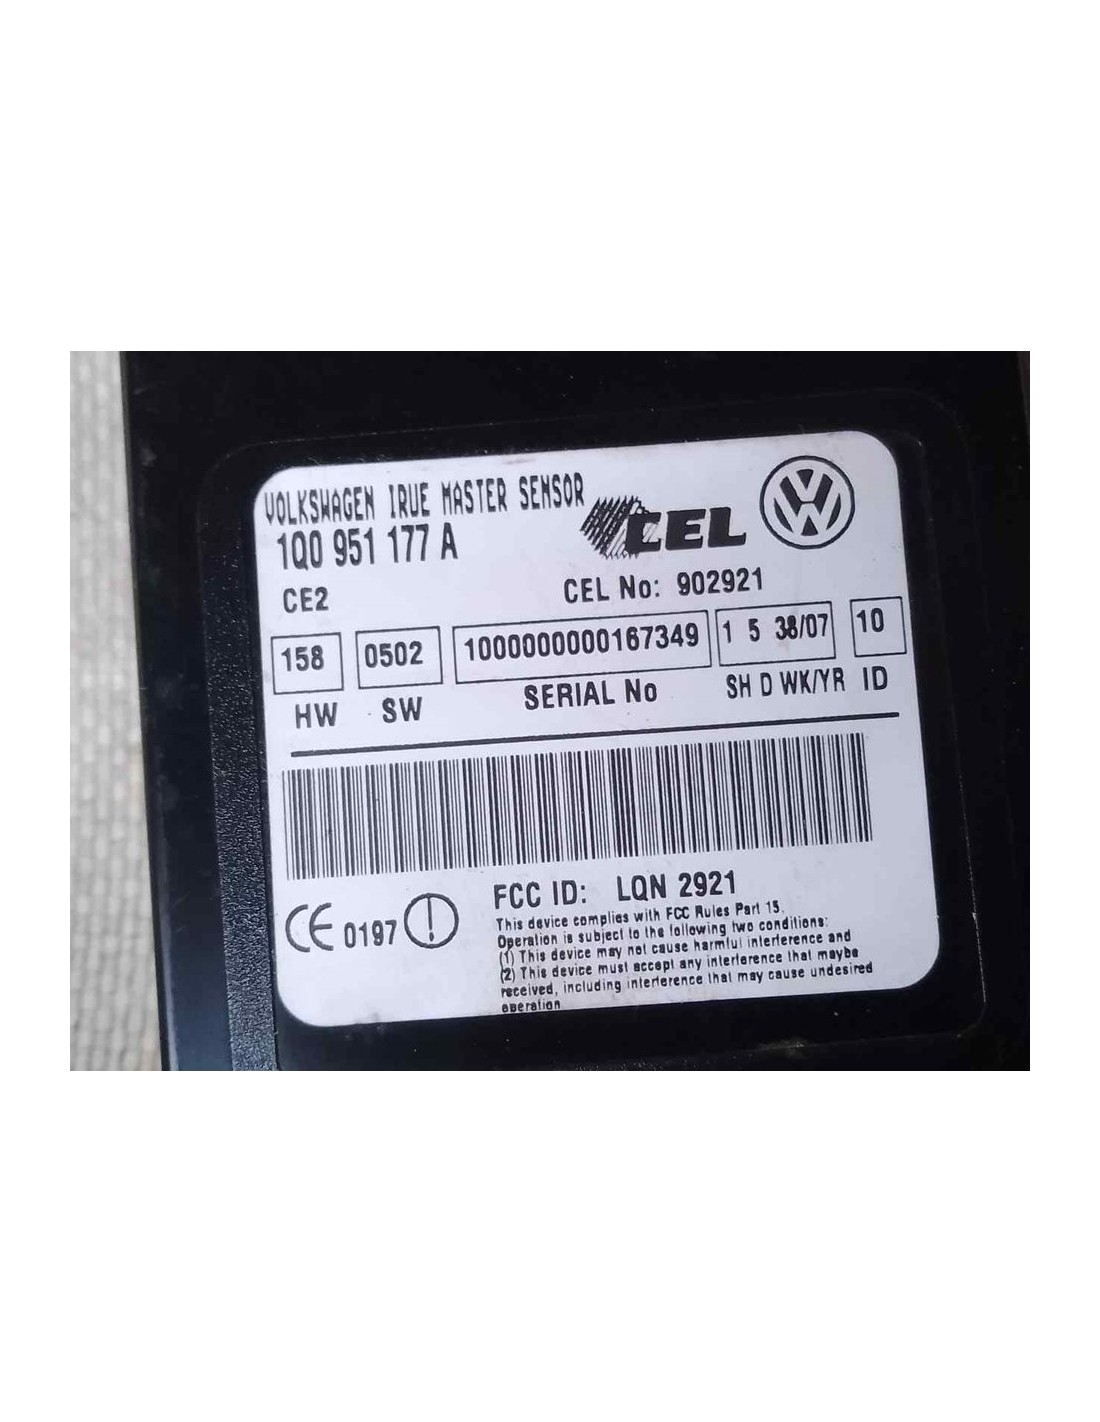 VOLKSWAGEN IRUE MASTER SENSOR
1Q0 951 177 A
CEL
VW
CE2
CEL No: 902921
158 0502 1000000000167349 1 5 38/07 10
HW SW SERIAL No SH D WK/YR ID
FCC ID: LQN 2921
CE 0197
This device complies with FCC Rules Part 15.
Operation is subject to the following two conditions:
(1) This device may not cause harmful interference and
(2) This device must accept any interference that maybe
received, including interference that may cause undesired
operation